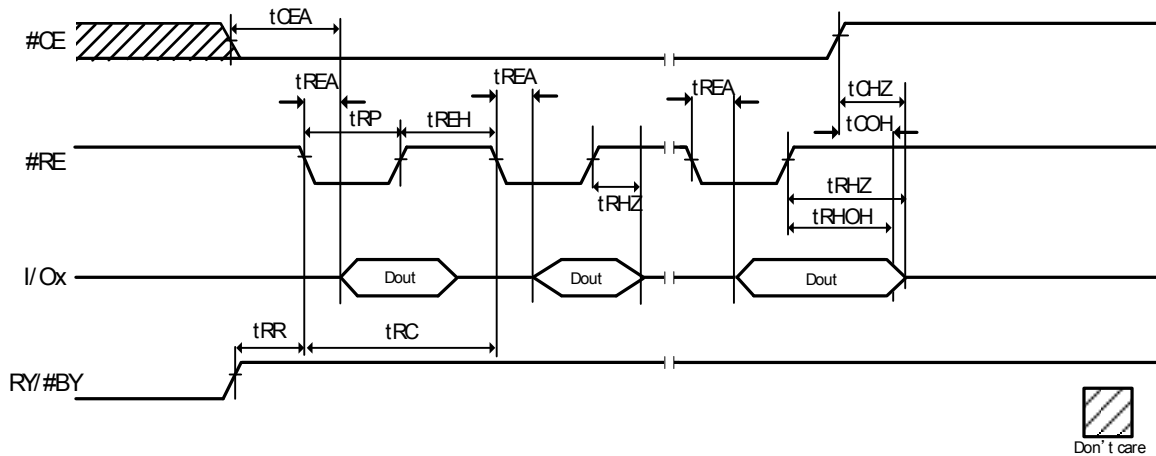 tCEA
#CE
tREA
tREA
tREA
tCHZ
tCOH
tRP
tREH
#RE
tRHZ
tRHZ
tRHOH
I/Ox
Dout
Dout
Dout
tRR
tRC
RY/#BY
Don't care